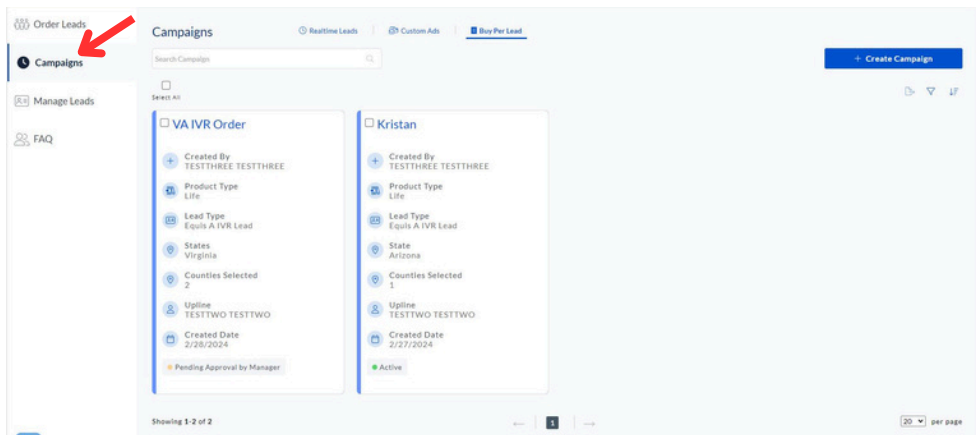 Order Leads
Campaigns
Manage Leads
FAQ
Campaigns
Realtime Leads
Custom Ads
Buy Per Lead
Search Campaign
+ Create Campaign
Select All
VA IVR Order
Created By
TESTTHREE TESTTHREE
Product Type
Life
Lead Type
Equis A IVR Lead
States
Virginia
Counties Selected
2
Upline
TESTTWO TESTTWO
Created Date
2/28/2024
Pending Approval by Manager
Kristan
Created By
TESTTHREE TESTTHREE
Product Type
Life
Lead Type
Equis A IVR Lead
State
Arizona
Counties Selected
1
Upline
TESTTWO TESTTWO
Created Date
2/27/2024
Active
Showing 1-2 of 2
1
20 per page